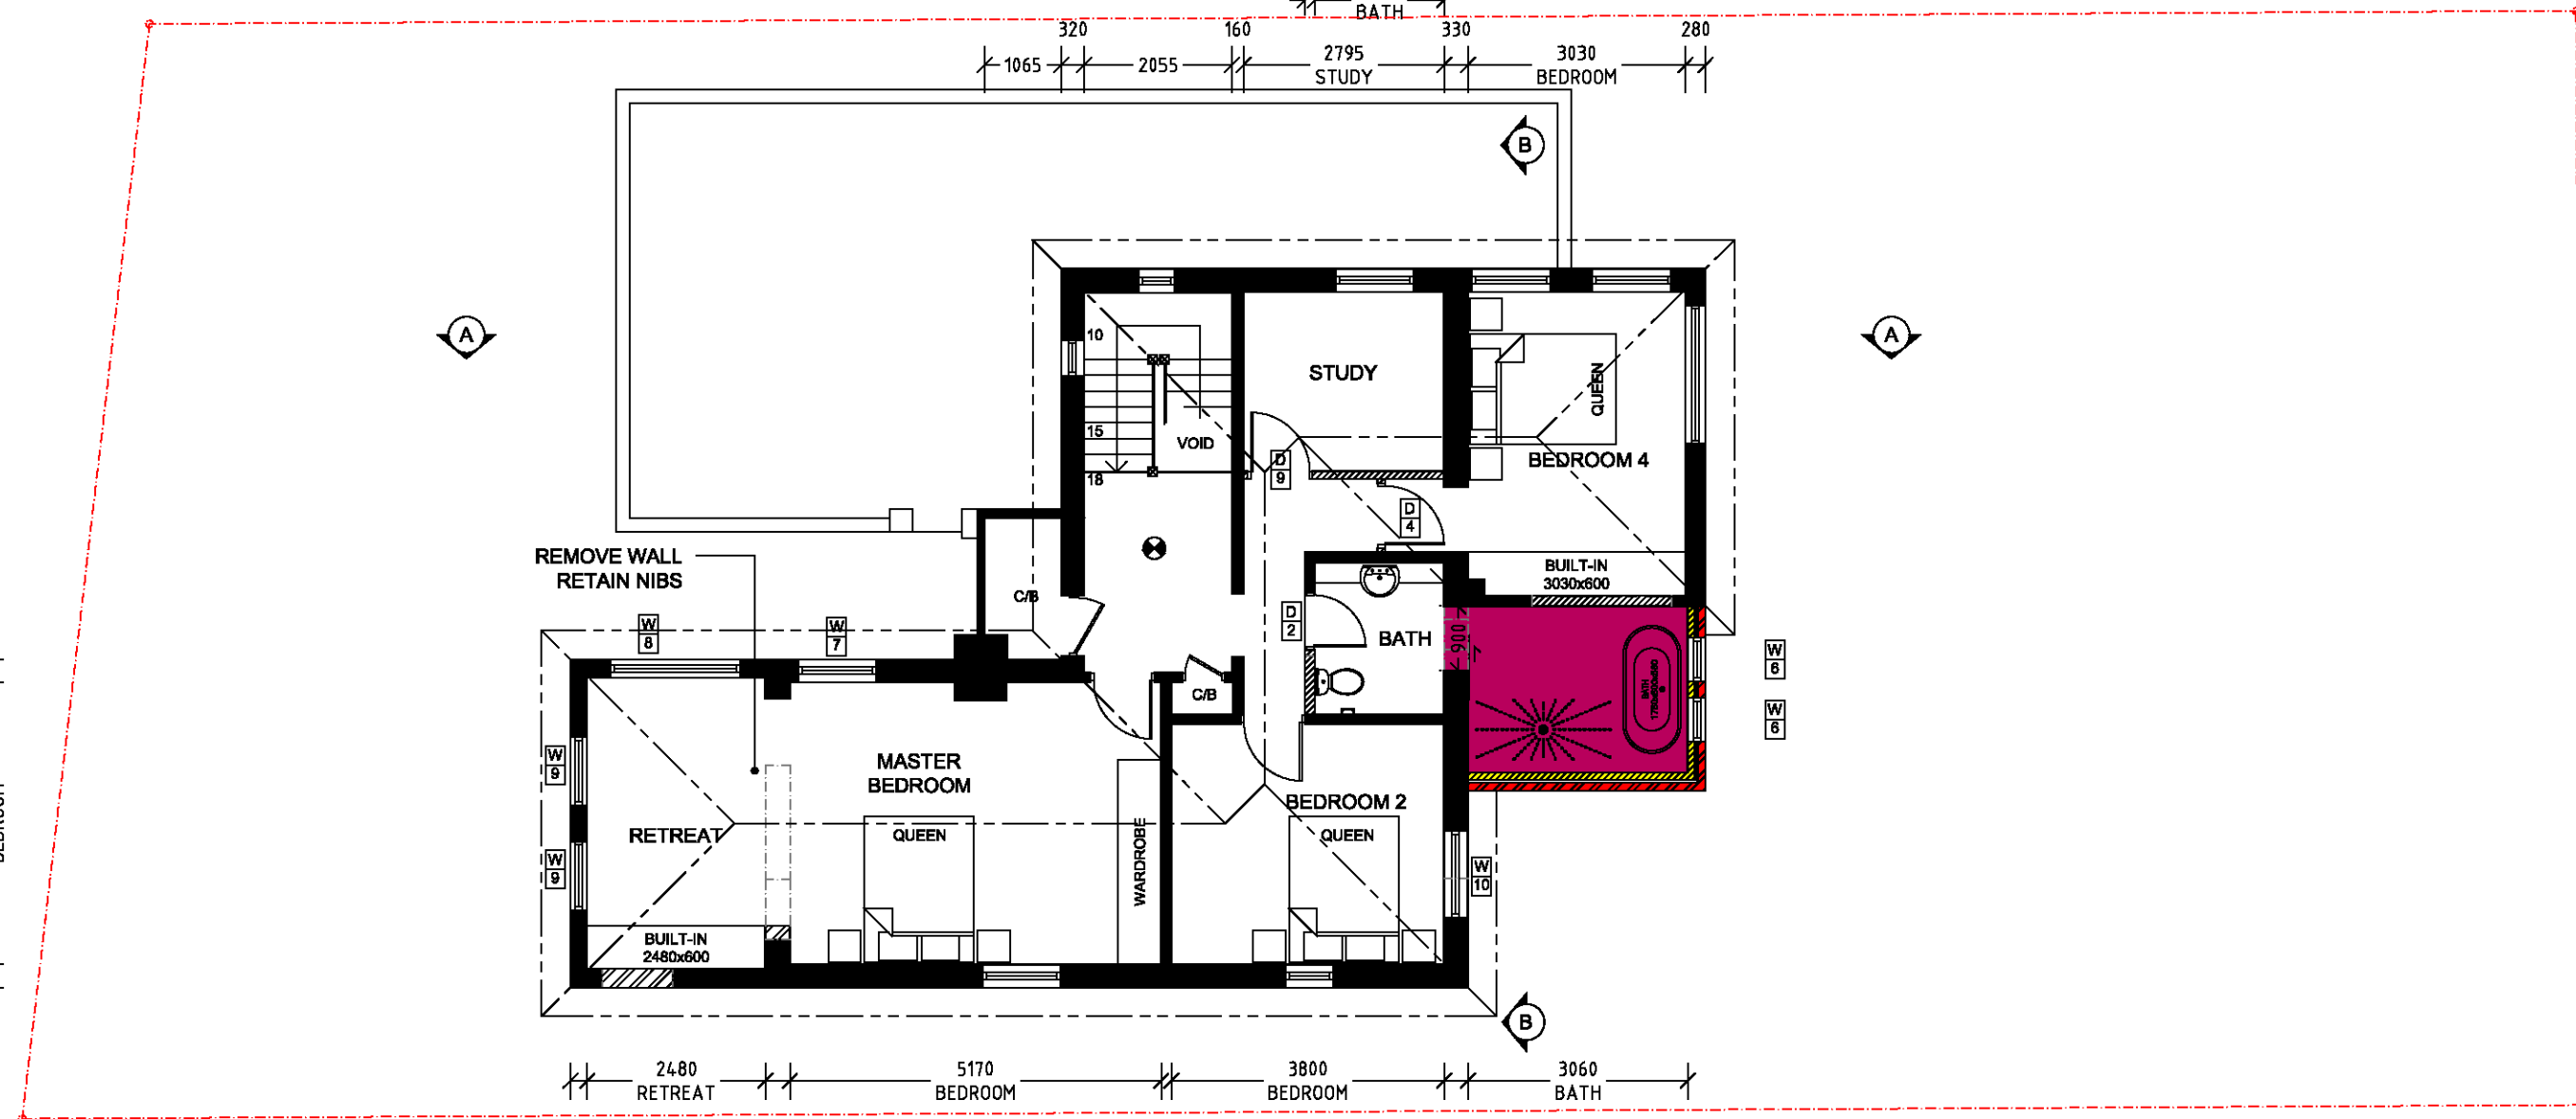 BATH
320
160
330
280
1065
2055
2795
3030
STUDY
BEDROOM
B
A
A
10
15
18
VOID
STUDY
QUEEN
BEDROOM 4
D
9
D
4
BUILT-IN
3030x600
REMOVE WALL
RETAIN NIBS
C/B
W
8
W
7
D
2
BATH
900
W
6
W
6
C/B
BATH
MASTER
BEDROOM
W
9
RETREAT
QUEEN
WARDROBE
BEDROOM 2
QUEEN
W
9
W
10
BUILT-IN
2480x600
B
2480
5170
3800
3060
RETREAT
BEDROOM
BEDROOM
BATH